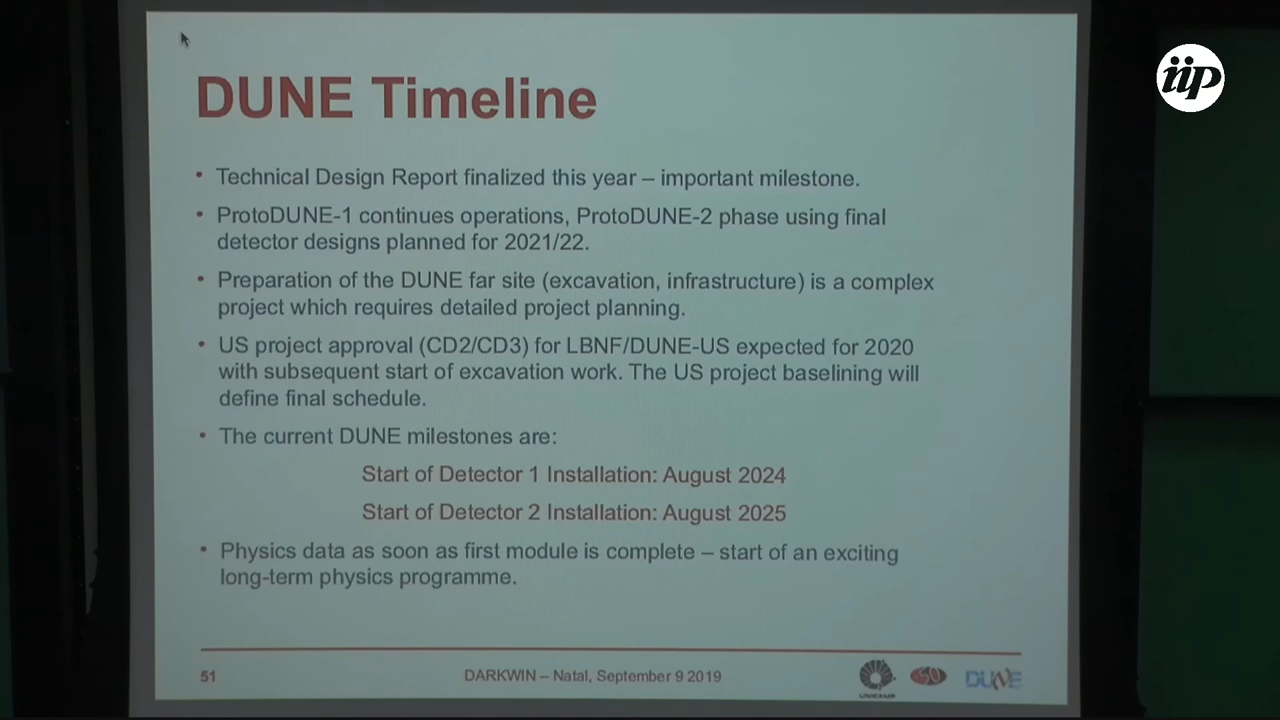 iip
DUNE Timeline
• Technical Design Report finalized this year – important milestone.
• ProtoDUNE-1 continues operations, ProtoDUNE-2 phase using final
detector designs planned for 2021/22.
• Preparation of the DUNE far site (excavation, infrastructure) is a complex
project which requires detailed project planning.
• US project approval (CD2/CD3) for LBNF/DUNE-US expected for 2020
with subsequent start of excavation work. The US project baselining will
define final schedule.
• The current DUNE milestones are:
Start of Detector 1 Installation: August 2024
Start of Detector 2 Installation: August 2025
• Physics data as soon as first module is complete – start of an exciting
long-term physics programme.
51
DARKWIN – Natal, September 9 2019
UNICAMP
50
DUNE